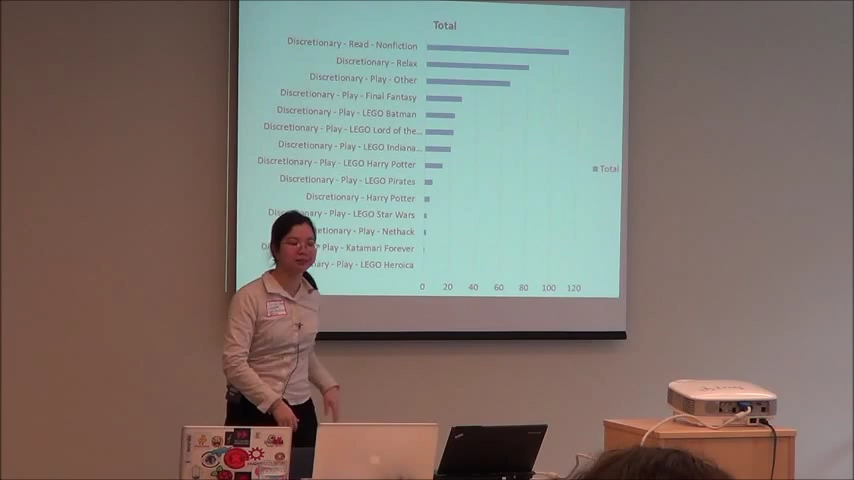 Total
Discretionary - Read - Nonfiction
Discretionary - Relax
Discretionary - Play - Other
Discretionary - Play - Final Fantasy
Discretionary - Play - LEGO Batman
Discretionary - Play - LEGO Lord of the...
Discretionary - Play - LEGO Indiana...
Discretionary - Play - LEGO Harry Potter
Discretionary - Play - LEGO Pirates
Discretionary - Harry Potter
Play - LEGO Star Wars
Play - Nethack
Play - Katamari Forever
Play - LEGO Heroica
0 20 40 60 80 100 120
Total